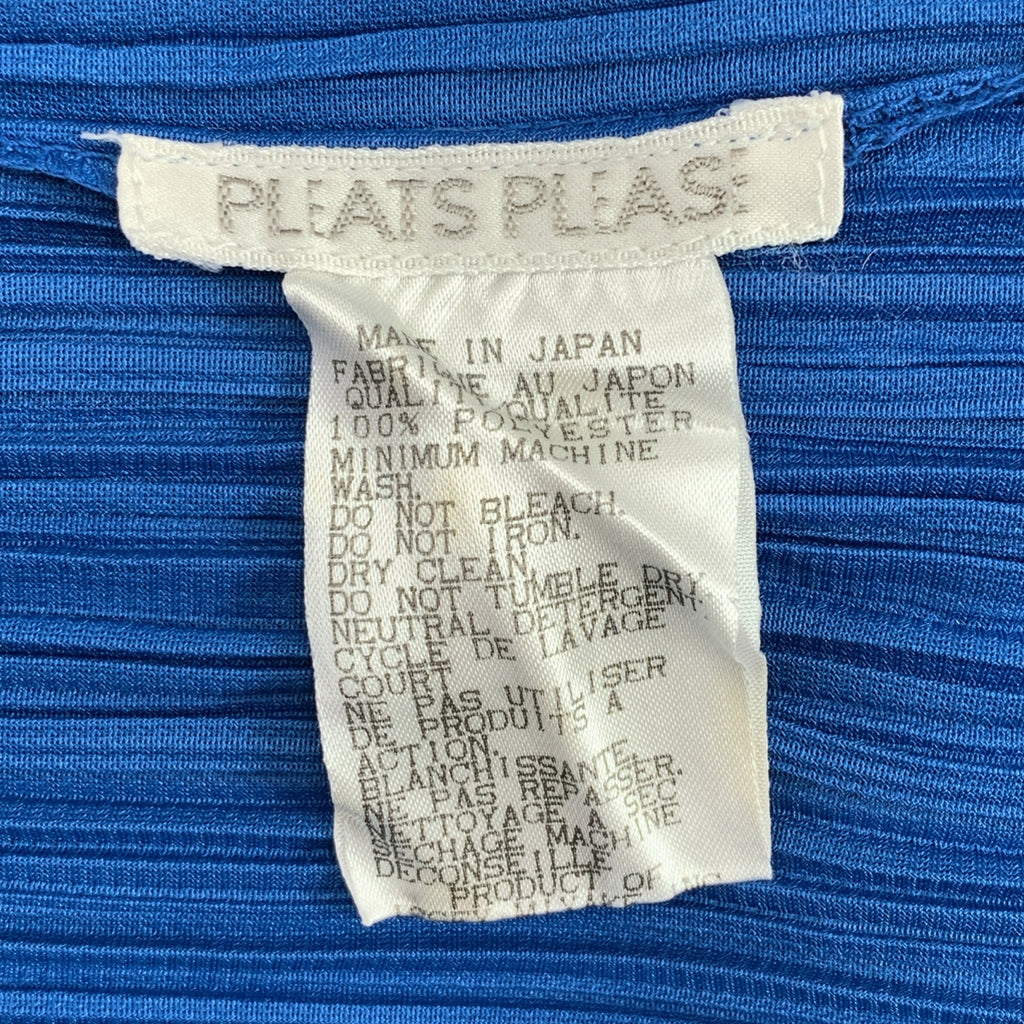 PLEATS PLEASE
MADE IN JAPAN
FABRIQUE AU JAPON
QUALITE QUALITE
100% POLYESTER
MINIMUM MACHINE
WASH.
DO NOT BLEACH.
DO NOT IRON.
DRY CLEAN.
DO NOT TUMBLE DRY.
NEUTRAL DETERGENT.
CYCLE DE LAVAGE
COURT
NE PAS UTILISER
DE PRODUITS A
ACTION.
BLANCHISSANTE.
NE PAS REPASSER.
NETTOYAGE A SEC
SECHAGE MACHINE
DECONSEILLE
PRODUCT OF